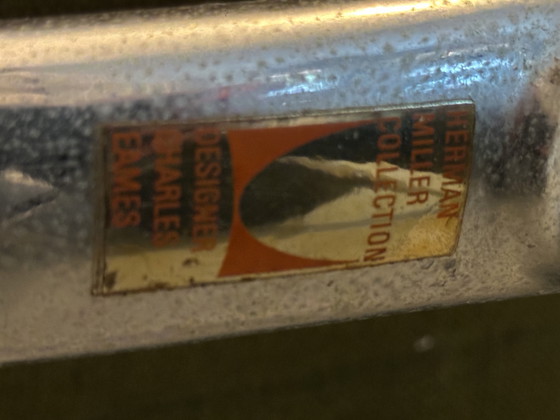 HERMAN
MILLER
COLLECTION
DESIGNER
CHARLES
EAMES